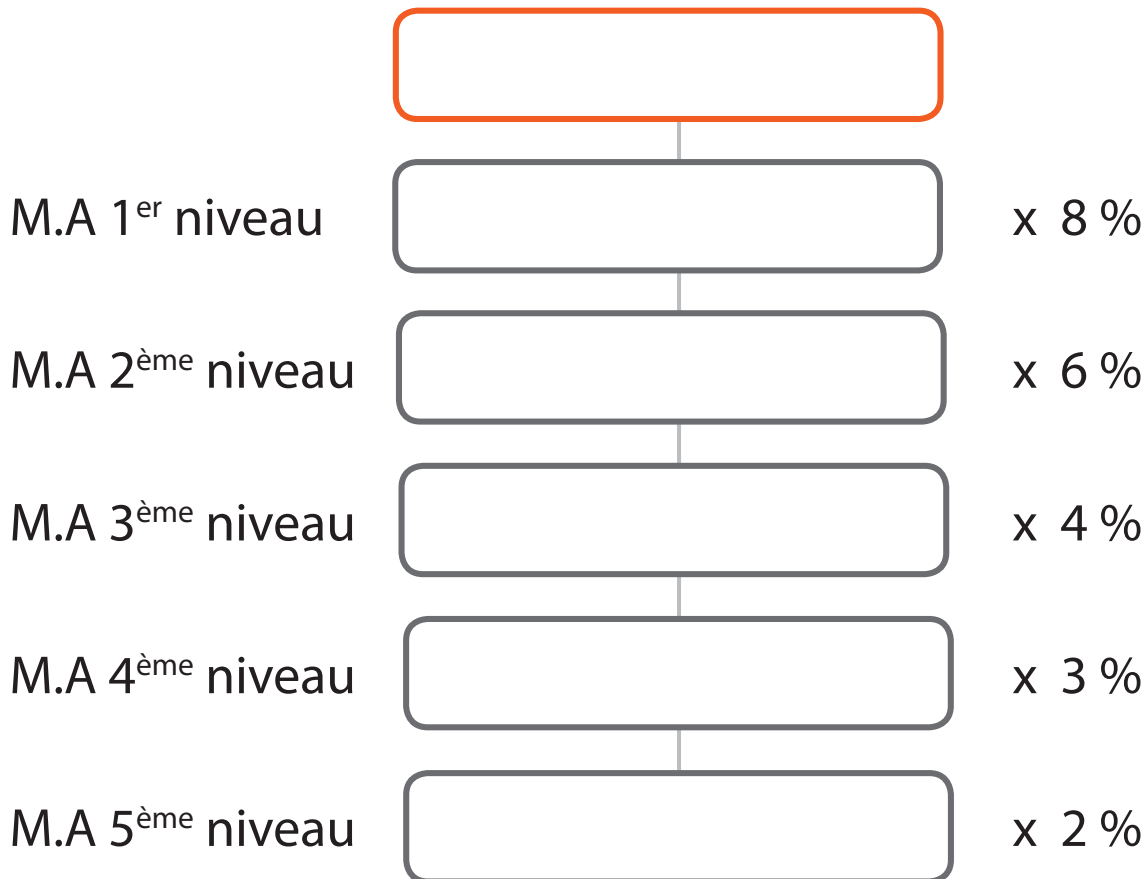 M.A 1er niveau x 8 %
M.A 2ème niveau x 6 %
M.A 3ème niveau x 4 %
M.A 4ème niveau x 3 %
M.A 5ème niveau x 2 %